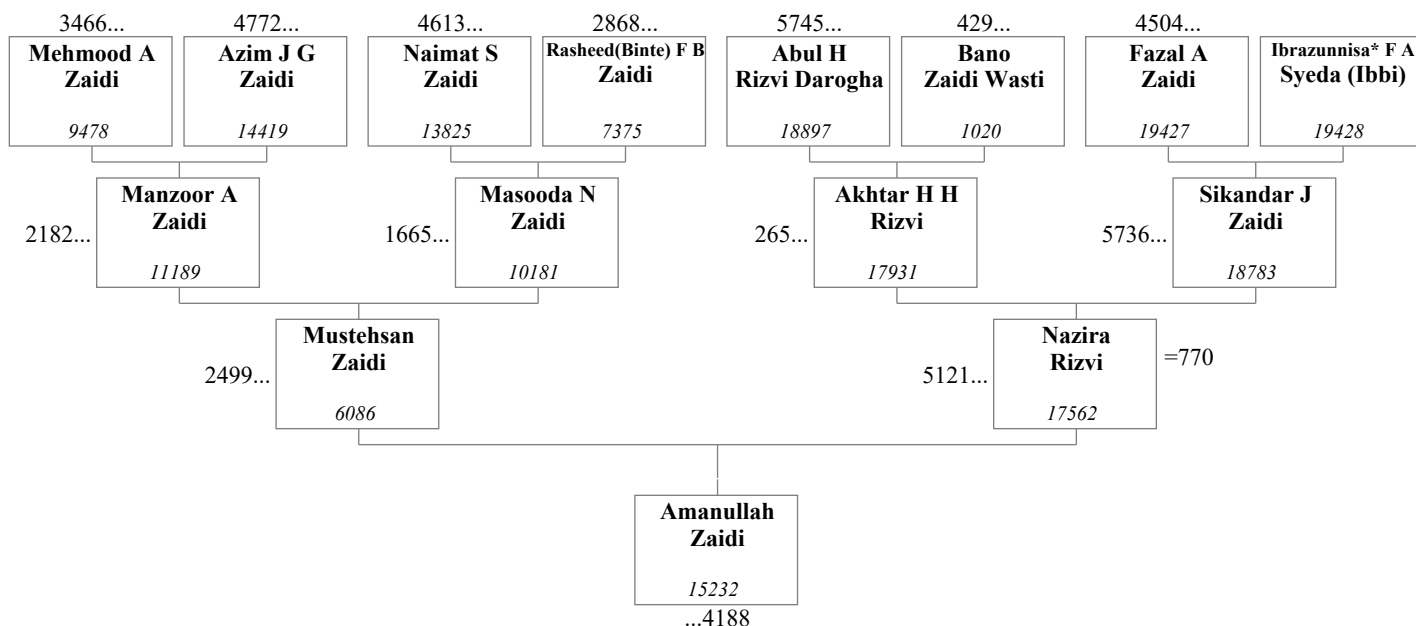 3466...
4772...
4613...
2868...
5745...
429...
4504...
Mehmood A
Zaidi
9478
Azim J G
Zaidi
14419
Naimat S
Zaidi
13825
Rasheed(Binte) F B
Zaidi
7375
Abul H
Rizvi Darogha
18897
Bano
Zaidi Wasti
1020
Fazal A
Zaidi
19427
Ibrazunnisa* F A
Syeda (Ibbi)
19428
2182...
Manzoor A
Zaidi
11189
1665...
Masooda N
Zaidi
10181
265...
Akhtar H H
Rizvi
17931
5736...
Sikandar J
Zaidi
18783
2499...
Mustehsan
Zaidi
6086
5121...
Nazira
Rizvi
17562
=770
Amanullah
Zaidi
15232
...4188